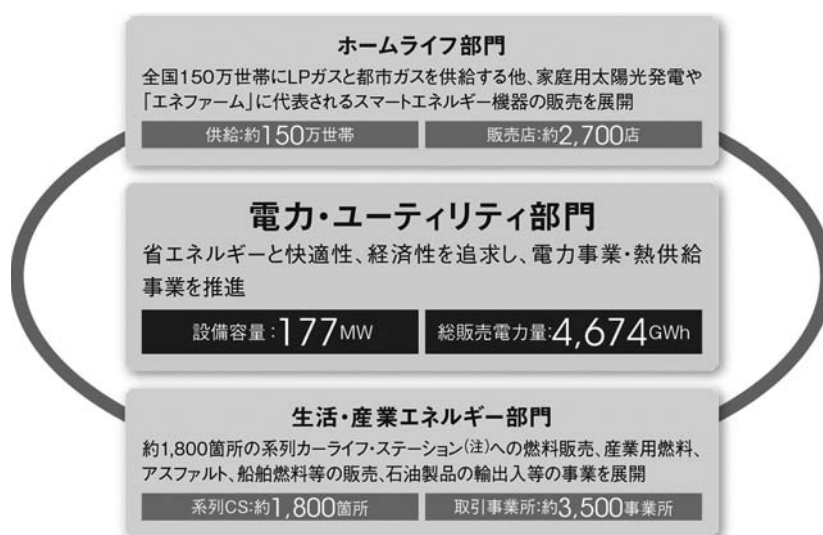 ホームライフ部門
全国150万世帯にLPガスと都市ガスを供給する他、家庭用太陽光発電や
「エネファーム」に代表されるスマートエネルギー機器の販売を展開
供給:約150万世帯
販売店:約2,700店
電力・ユーティリティ部門
省エネルギーと快適性、経済性を追求し、電力事業・熱供給
事業を推進
設備容量:177MW
総販売電力量:4,674GWh
生活・産業エネルギー部門
約1,800箇所の系列カーライフ・ステーション(注)への燃料販売、産業用燃料、
アスファルト、船舶燃料等の販売、石油製品の輸出入等の事業を展開
系列CS:約1,800箇所
取引事業所:約3,500事業所